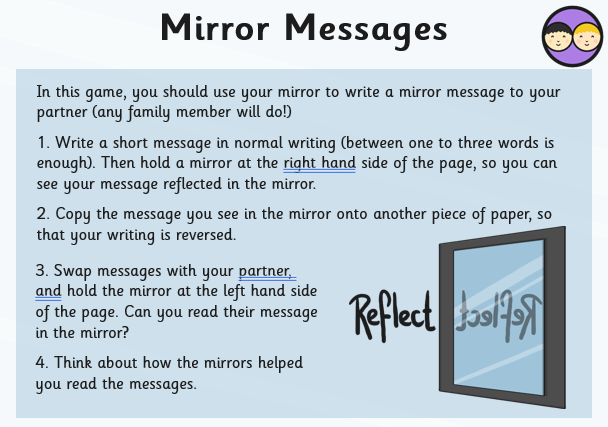 Mirror Messages
In this game, you should use your mirror to write a mirror message to your
partner (any family member will do!)
1. Write a short message in normal writing (between one to three words is
enough). Then hold a mirror at the right hand side of the page, so you can
see your message reflected in the mirror.
2. Copy the message you see in the mirror onto another piece of paper, so
that your writing is reversed.
3. Swap messages with your partner,
and hold the mirror at the left hand side
of the page. Can you read their message
in the mirror?
4. Think about how the mirrors helped
you read the messages.
Reflect
Reflect